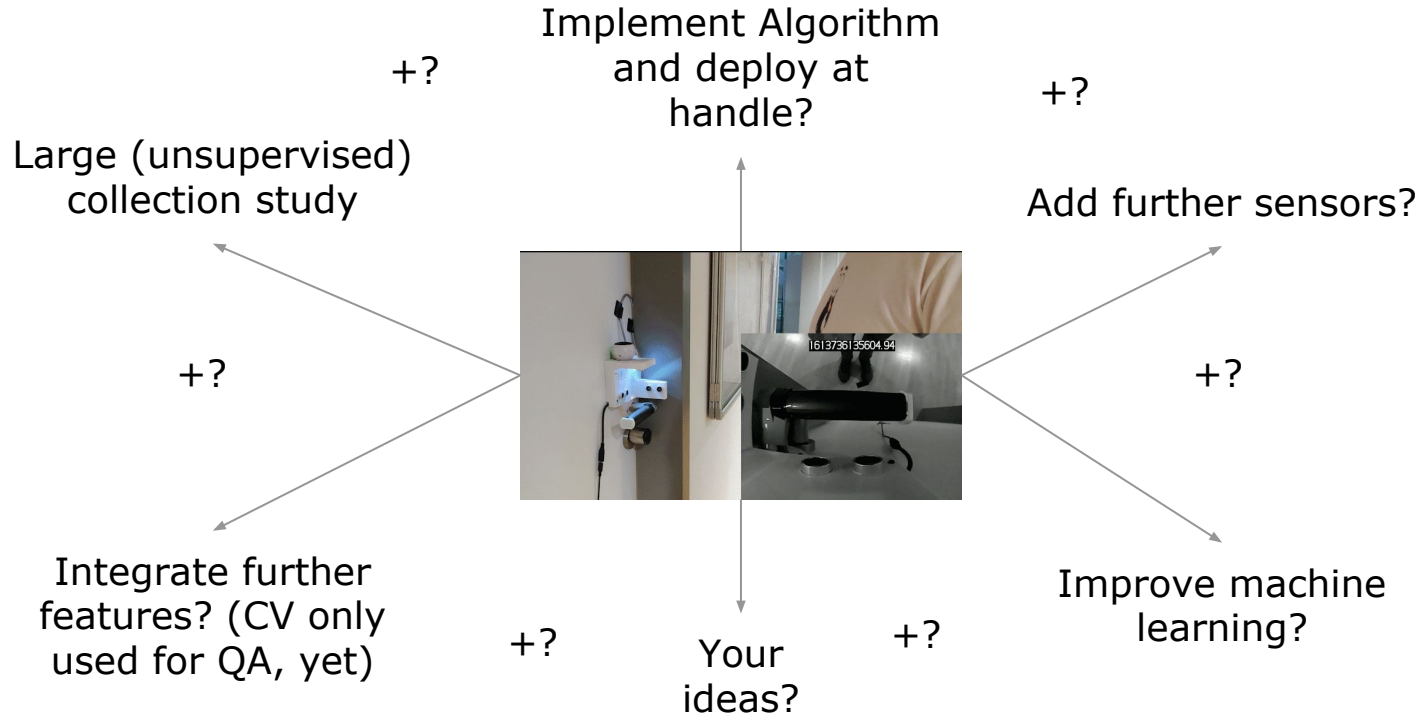 Implement Algorithm
and deploy at
handle?
+?
+?
Large (unsupervised)
collection study
Add further sensors?
1613736135604.94
+?
+?
Integrate further
features? (CV only
used for QA, yet)
Improve machine
learning?
+?
+?
Your
ideas?